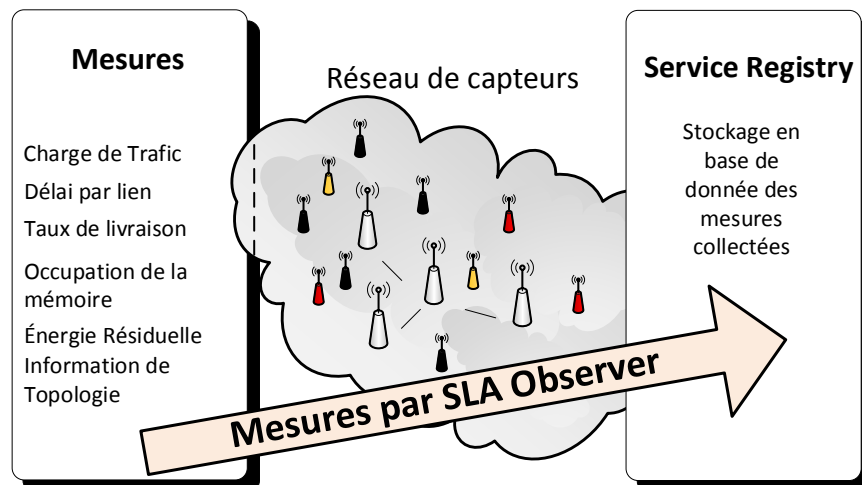 Mesures
Charge de Trafic
Délai par lien
Taux de livraison
Occupation de la
mémoire
Énergie Résiduelle
Information de
Topologie
Réseau de capteurs
Mesures par SLA Observer
Service Registry
Stockage en
base de
donnée des
mesures
collectées